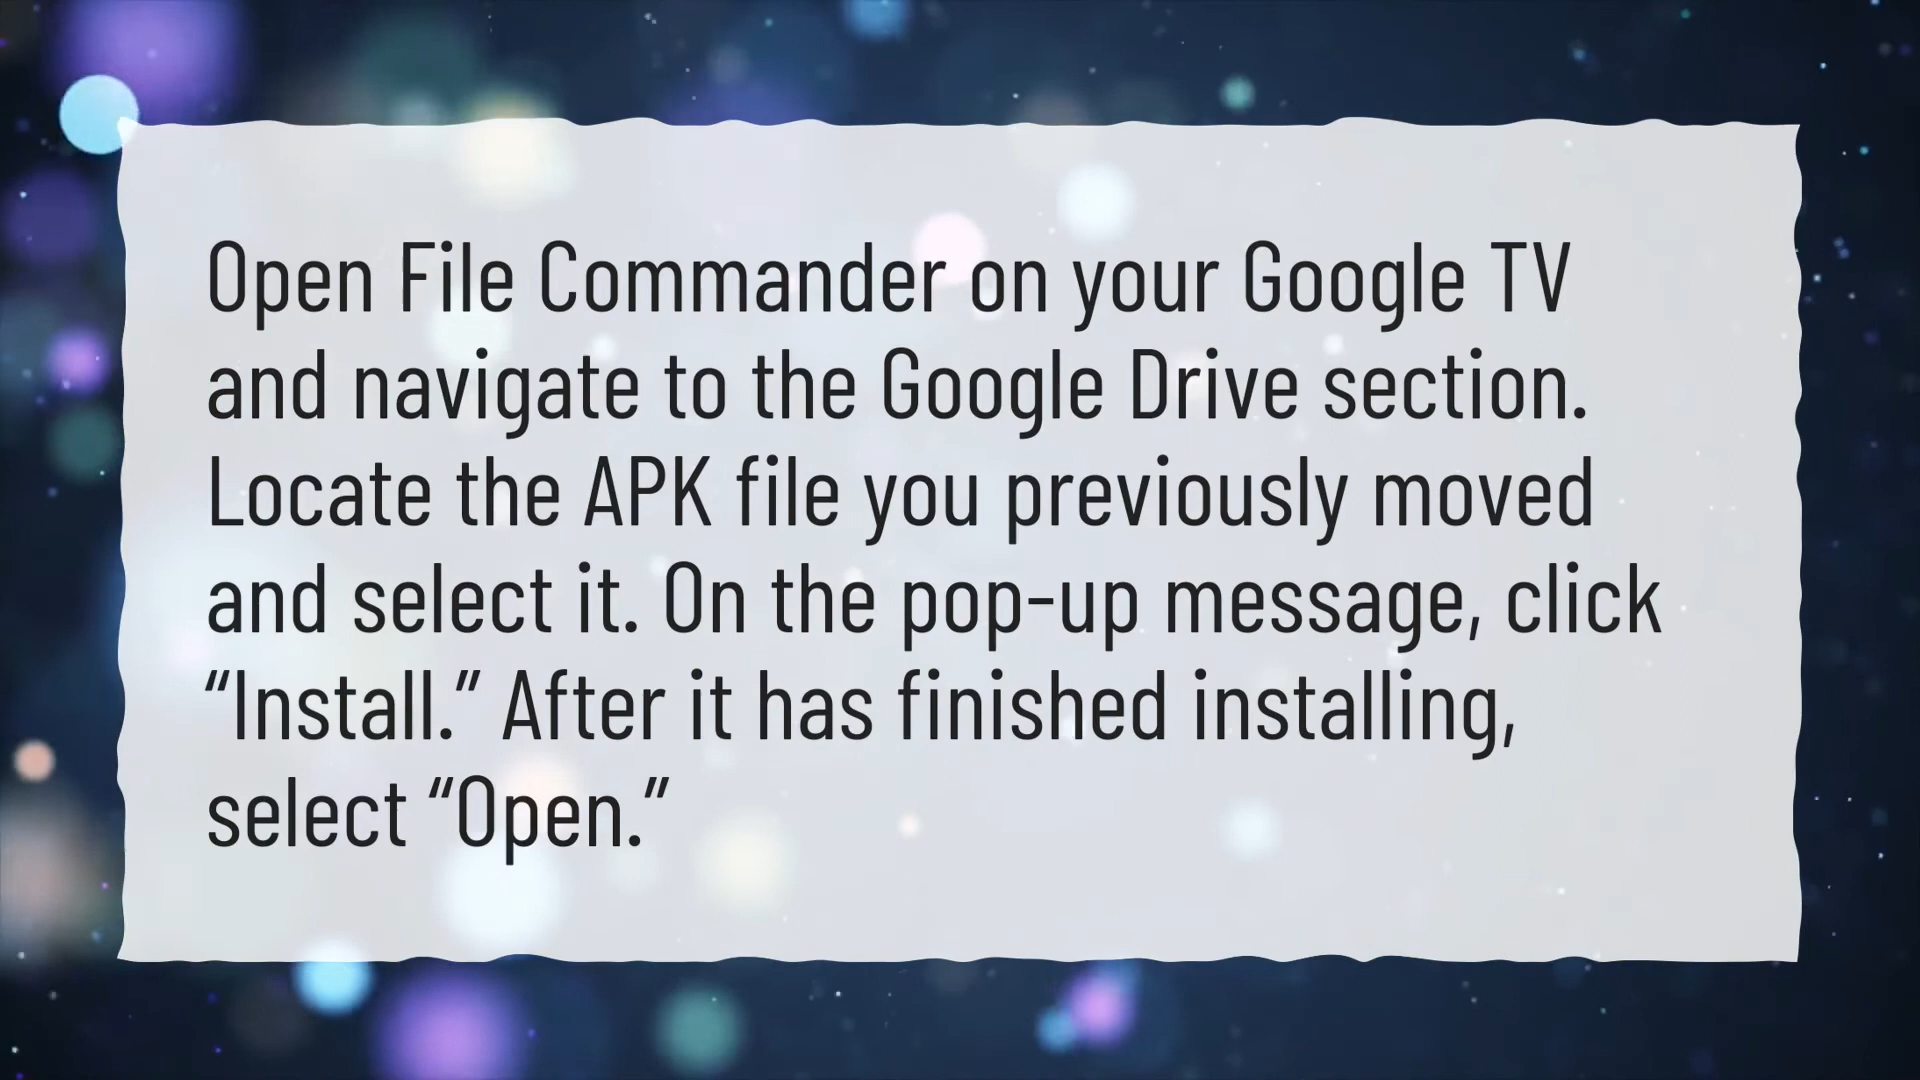 Open File Commander on your Google TV
and navigate to the Google Drive section.
Locate the APK file you previously moved
and select it. On the pop-up message, click
“Install.” After it has finished installing,
select “Open.”